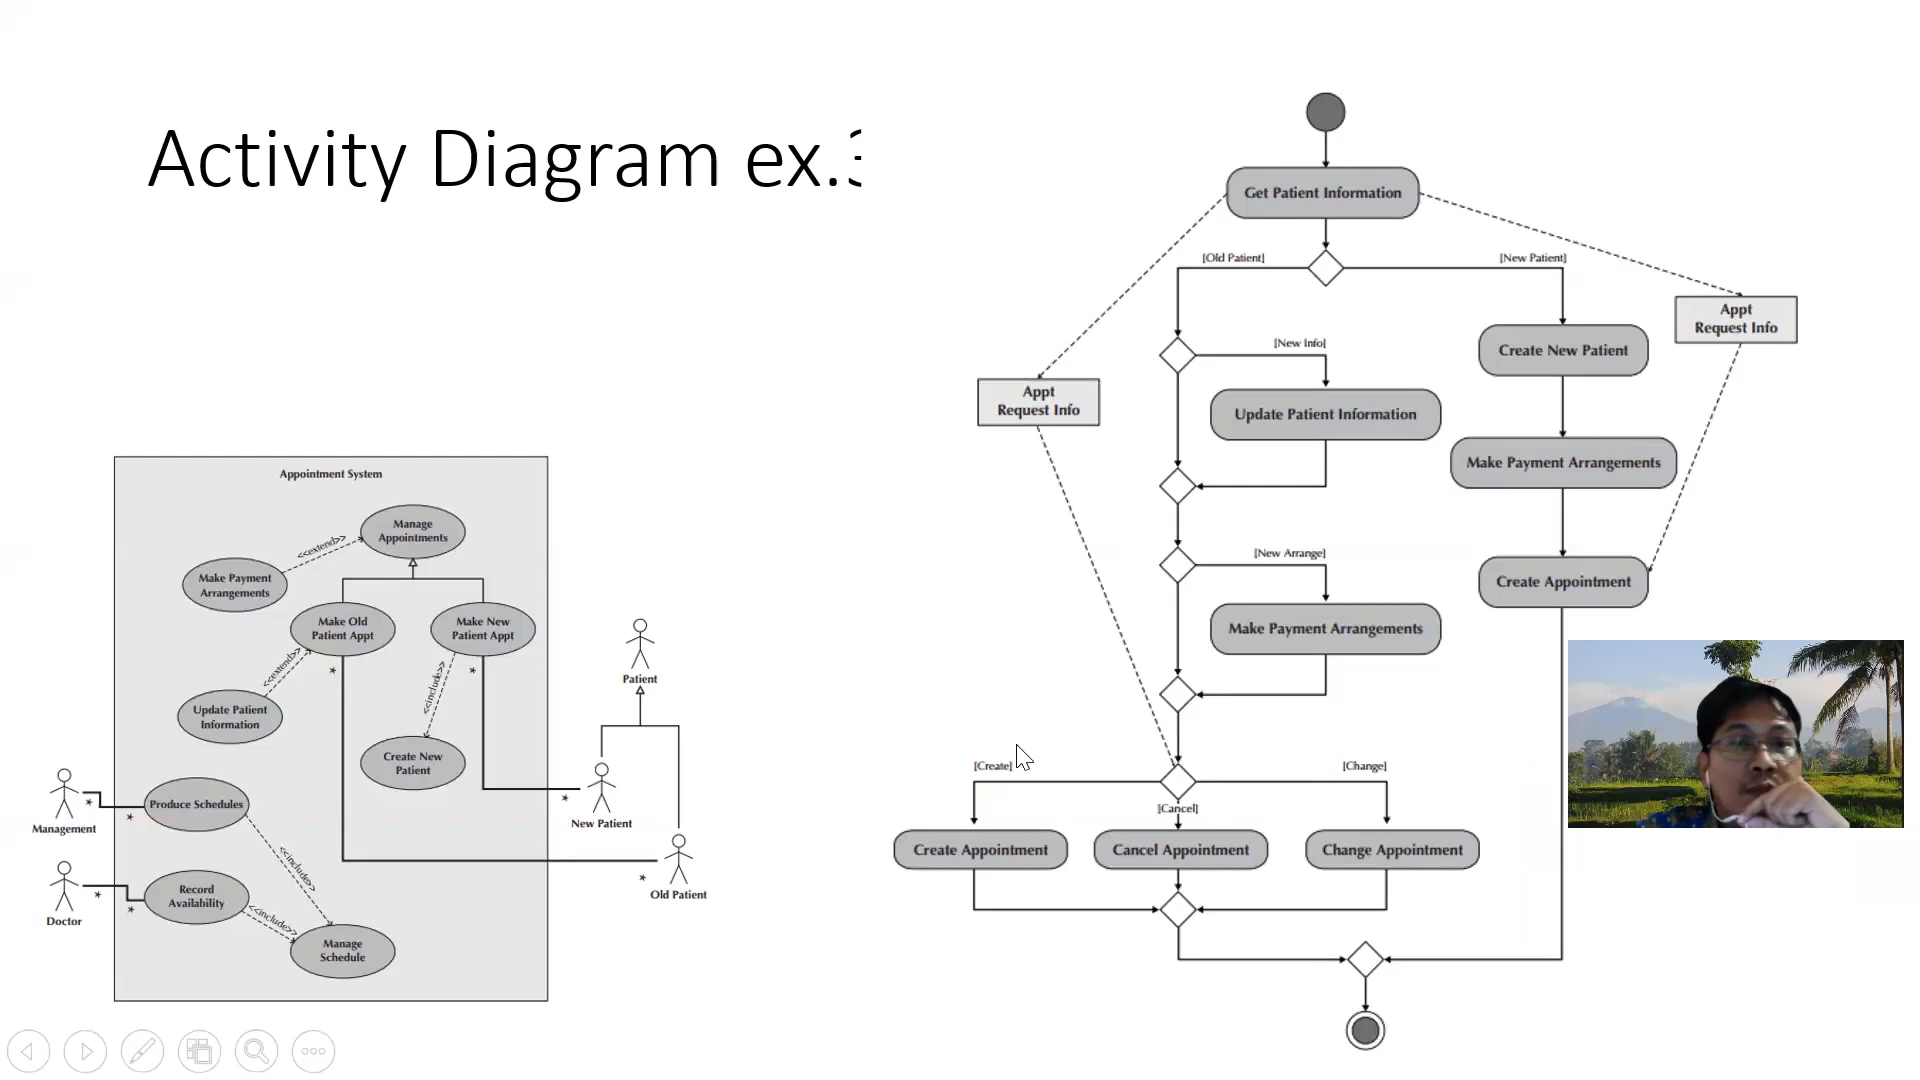 Activity Diagram ex.3
Appointment System
Manage
Appointments
<<extend>>
Make Payment
Arrangements
Make Old
Patient Appt
Make New
Patient Appt
*
*
<<extend>>
<<include>>
Patient
Update Patient
Information
Create New
Patient
*
New Patient
Management
*
*
Produce Schedules
<<include>>
*
Old Patient
Doctor
*
*
Record
Availability
<<include>>
Manage
Schedule
Get Patient Information
[Old Patient]
[New Patient]
Appt
Request Info
[New Info]
Create New Patient
Appt
Request Info
Update Patient Information
Make Payment Arrangements
[New Arrange]
Create Appointment
Make Payment Arrangements
[Create]
[Change]
[Cancel]
Create Appointment
Cancel Appointment
Change Appointment